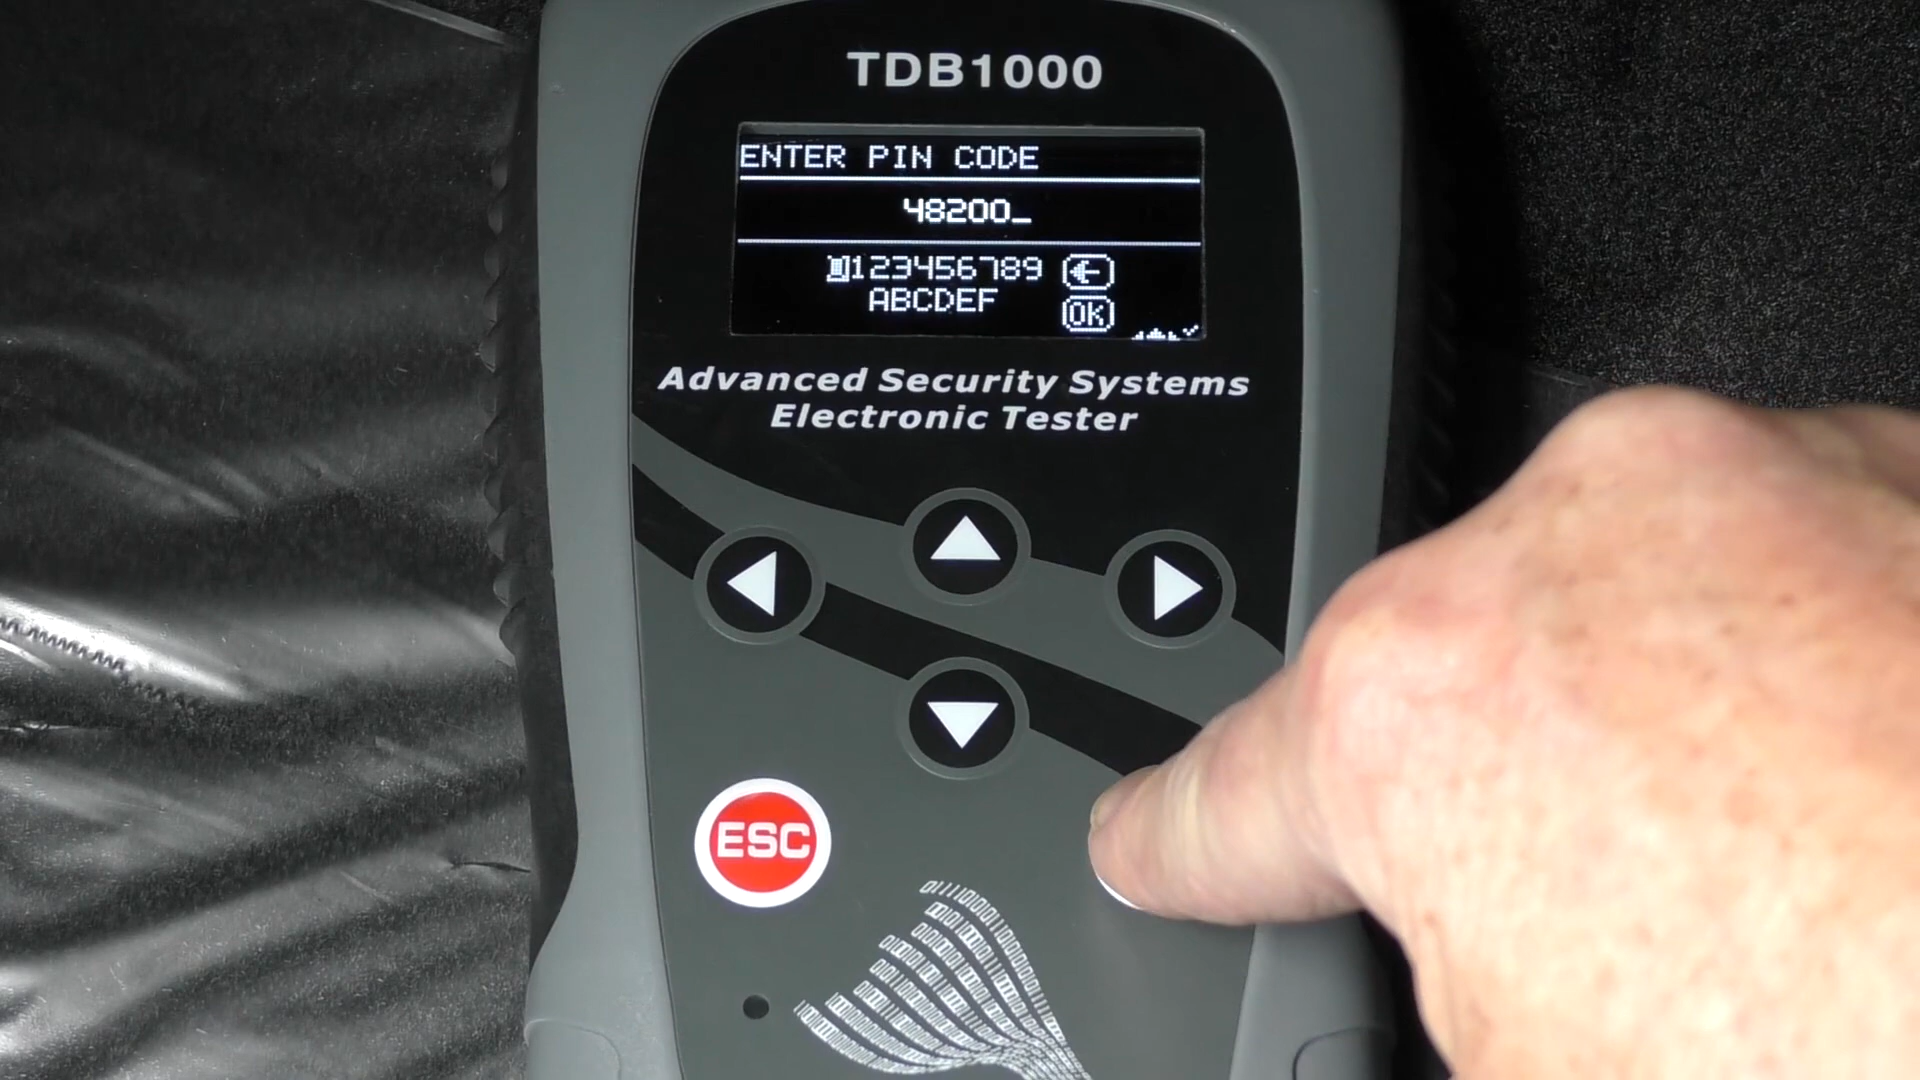 TDB1000
ENTER PIN CODE
48200_
0123456789
ABCDEF
OK
Advanced Security Systems
Electronic Tester
ESC